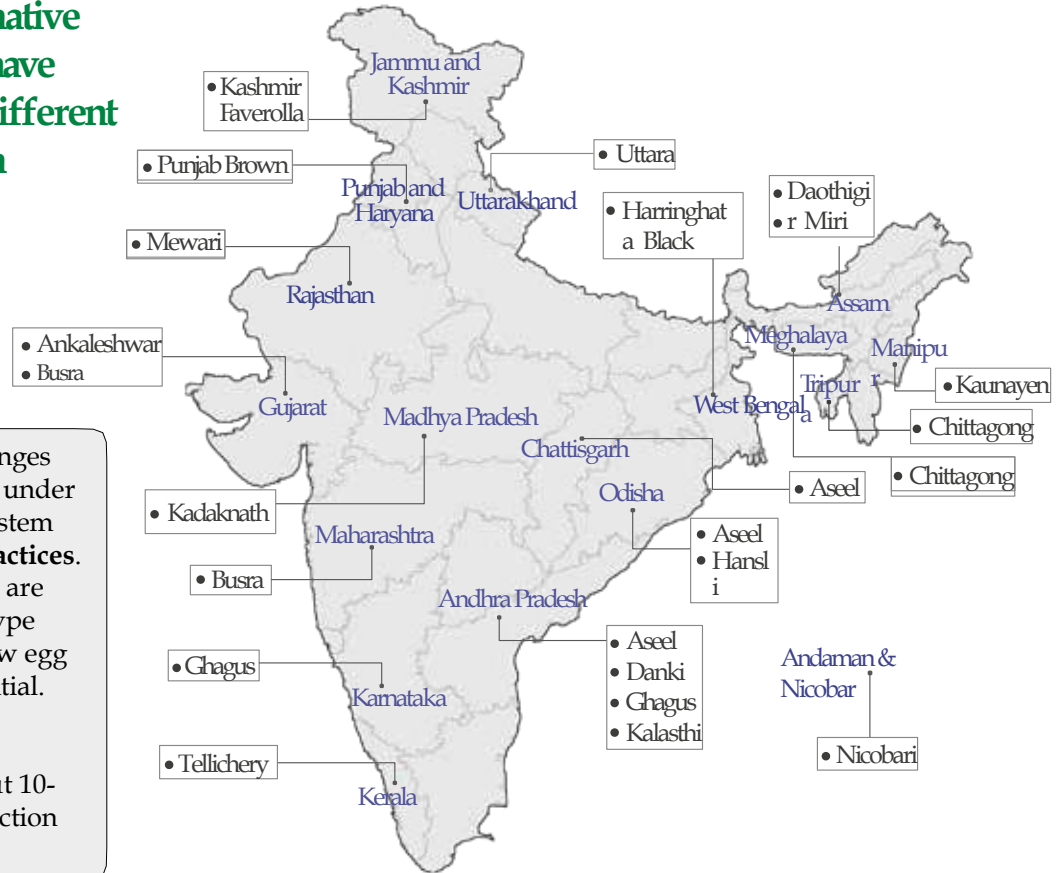 native
have
different
n
Jammu and
Kashmir
• Kashmir
Faverolla
• Punjab Brown
Punjab and
Haryana
• Uttara
Uttarakhand
• Harringhat
a Black
• Daothigi
• r Miri
• Mewari
Rajasthan
Assam
Meghalaya
Manipu
r
• Ankaleshwar
• Busra
Gujarat
Madhya Pradesh
West Bengal
Tripur
a
• Kaunayen
• Chittagong
Chattisgarh
• Chittagong
• Aseel
Odisha
• Kadaknath
Maharashtra
• Aseel
• Hansl
i
• Busra
Andhra Pradesh
• Aseel
• Danki
• Ghagus
• Kalasthi
Andaman &
Nicobar
• Nicobari
• Ghagus
Karnataka
• Tellichery
Kerala
nges
under
stem
actices.
are
ype
w egg
tial.
t 10-
ction